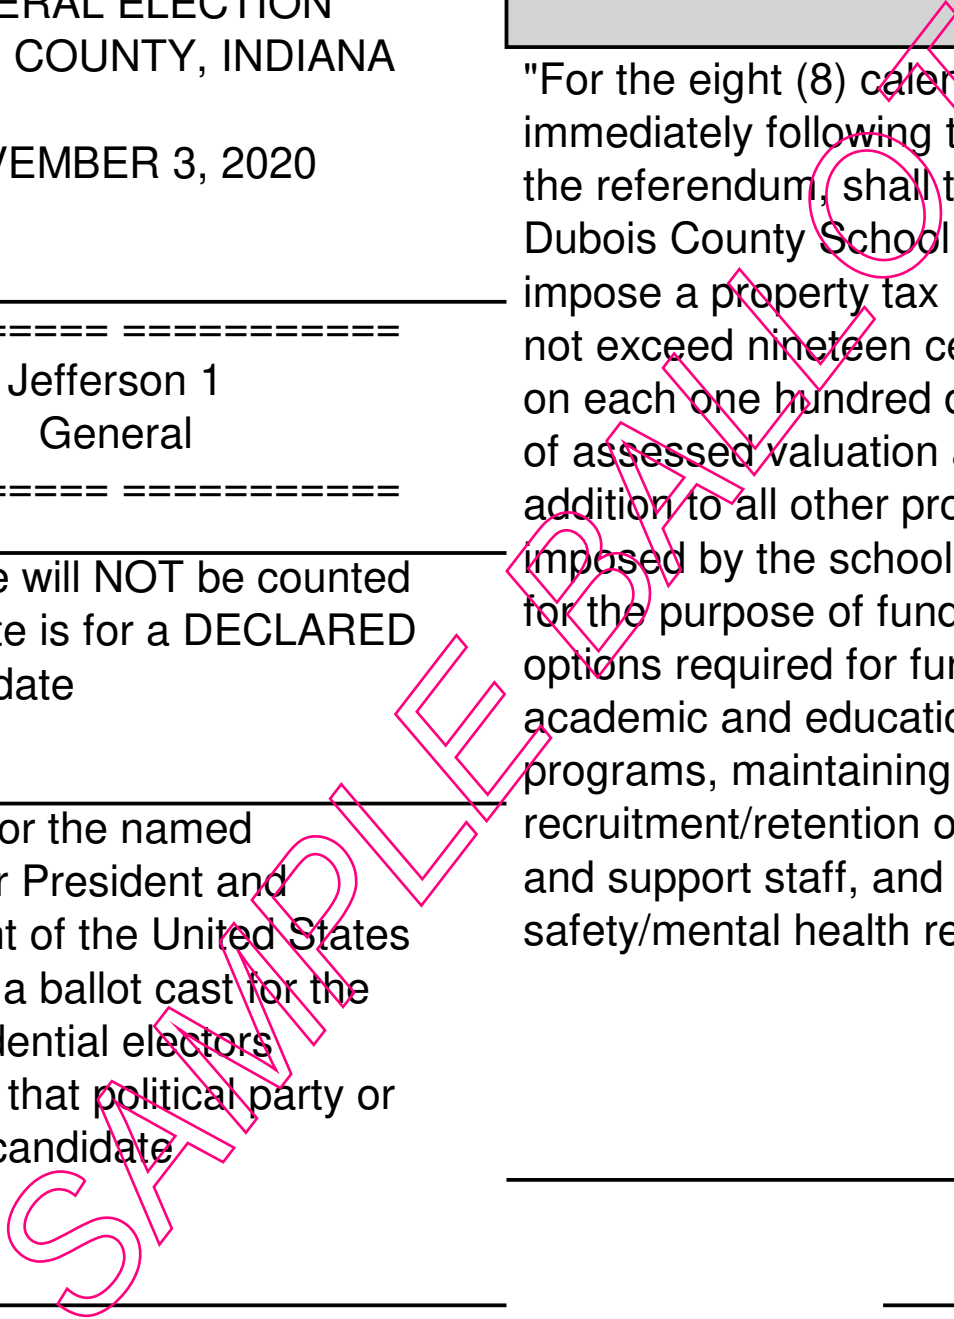 ERAL ELECTION
COUNTY, INDIANA
VEMBER 3, 2020
===== ===========
Jefferson 1
General
===== ===========
e will NOT be counted
te is for a DECLARED
date
or the named
r President and
nt of the United States
a ballot cast for the
dential electors
that political party or
candidate
"For the eight (8) calen
immediately following t
the referendum, shall t
Dubois County School
impose a property tax
not exceed nineteen ce
on each one hundred
of assessed valuation a
addition to all other pro
imposed by the school
for the purpose of fund
options required for fun
academic and educatio
programs, maintaining
recruitment/retention o
and support staff, and
safety/mental health re
SAMPLE BALLOT